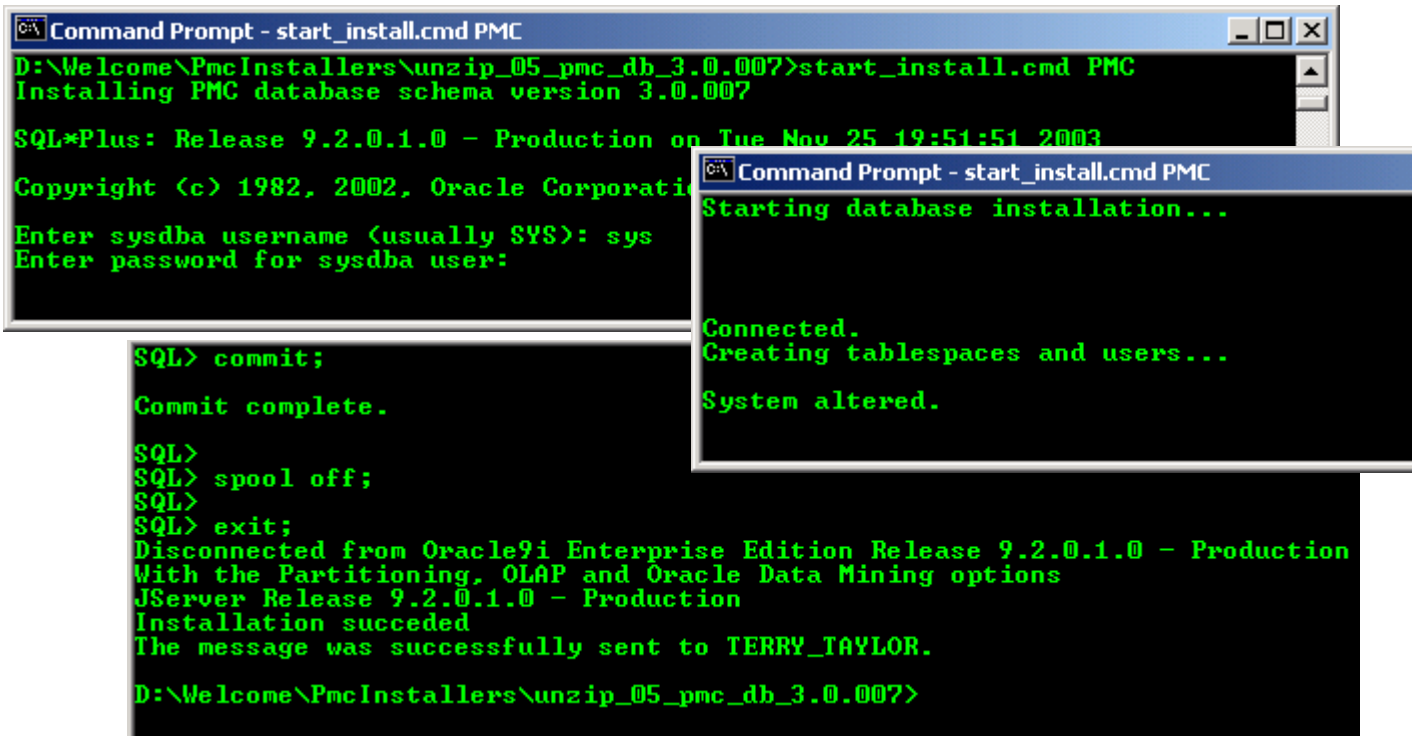 Command Prompt - start_install.cmd PMC
D:\Welcome\PmcInstallers\unzip_05_pmc_db_3.0.007>start_install.cmd PMC
Installing PMC database schema version 3.0.007
SQL*Plus: Release 9.2.0.1.0 - Production on Tue Nov 25 19:51:51 2003
Copyright (c) 1982, 2002, Oracle Corporati
Enter sysdba username (usually SYS): sys
Enter password for sysdba user:
Command Prompt - start_install.cmd PMC
Starting database installation...
Connected.
Creating tablespaces and users...
System altered.
SQL> commit;
Commit complete.
SQL>
SQL> spool off;
SQL>
SQL> exit;
Disconnected from Oracle9i Enterprise Edition Release 9.2.0.1.0 - Production
With the Partitioning, OLAP and Oracle Data Mining options
JServer Release 9.2.0.1.0 - Production
Installation succeded
The message was successfully sent to TERRY_TAYLOR.
D:\Welcome\PmcInstallers\unzip_05_pmc_db_3.0.007>